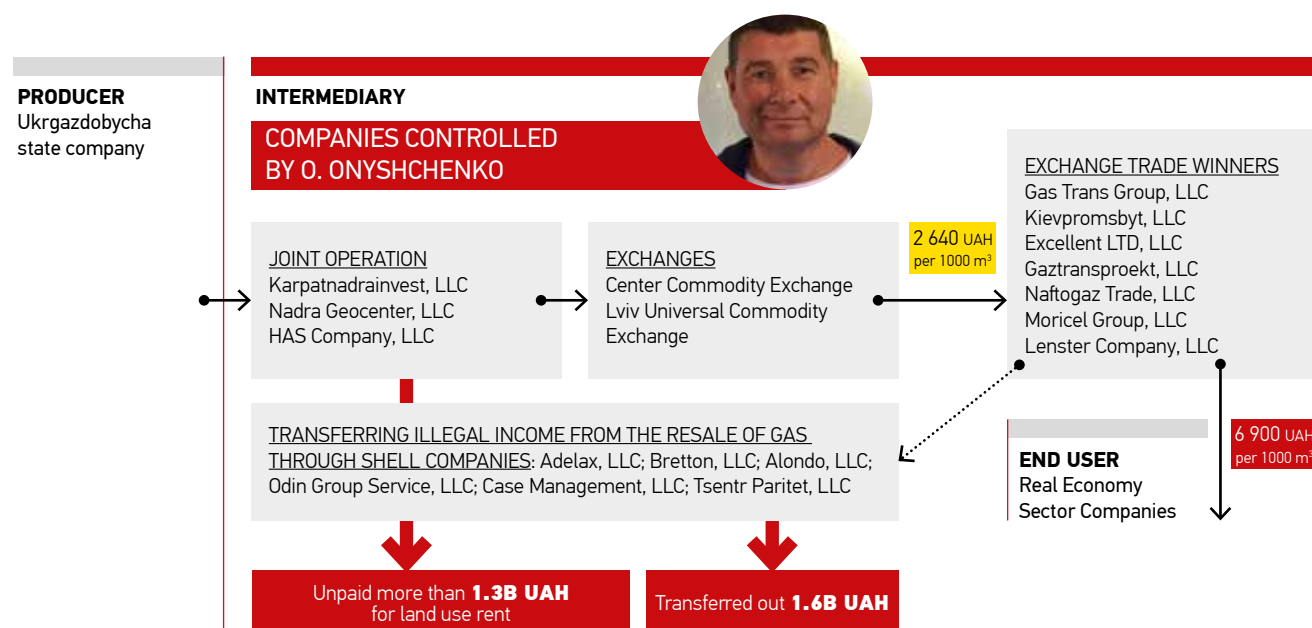 PRODUCER
Ukrgazdobycha
state company
INTERMEDIARY
COMPANIES CONTROLLED
BY O. ONYSHCHENKO
JOINT OPERATION
Karpatnadrainvest, LLC
Nadra Geocenter, LLC
HAS Company, LLC
EXCHANGES
Center Commodity Exchange
Lviv Universal Commodity
Exchange
2 640 UAH
per 1000 m³
EXCHANGE TRADE WINNERS
Gas Trans Group, LLC
Kievpromsbyt, LLC
Excellent LTD, LLC
Gaztransproekt, LLC
Naftogaz Trade, LLC
Moricel Group, LLC
Lenster Company, LLC
TRANSFERRING ILLEGAL INCOME FROM THE RESALE OF GAS
THROUGH SHELL COMPANIES: Adelax, LLC; Bretton, LLC; Alondo, LLC;
Odin Group Service, LLC; Case Management, LLC; Tsentr Paritet, LLC
END USER
Real Economy
Sector Companies
6 900 UAH
per 1000 m³
Unpaid more than 1.3B UAH
for land use rent
Transferred out 1.6B UAH